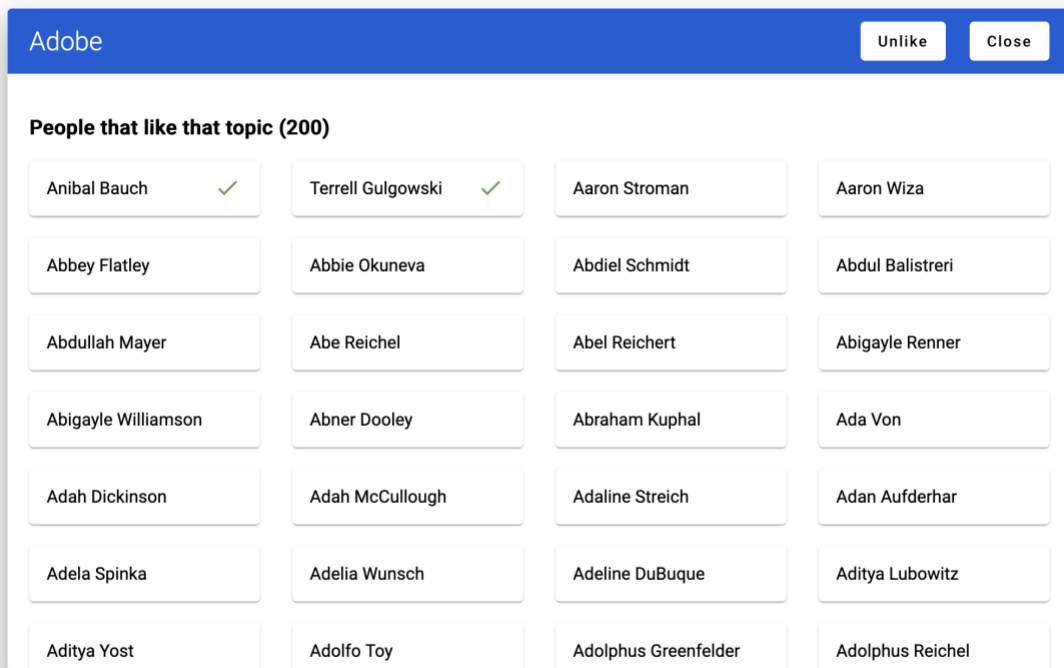 Adobe Unlike Close
People that like that topic (200)
Anibal Bauch Terrell Gulgowski Aaron Stroman Aaron Wiza
Abbey Flatley Abbie Okuneva Abdiel Schmidt Abdul Balistreri
Abdullah Mayer Abe Reichel Abel Reichert Abigayle Renner
Abigayle Williamson Abner Dooley Abraham Kuphal Ada Von
Adah Dickinson Adah McCullough Adaline Streich Adan Aufderhar
Adela Spinka Adelia Wunsch Adeline DuBuque Aditya Lubowitz
Aditya Yost Adolfo Toy Adolphus Greenfelder Adolphus Reichel